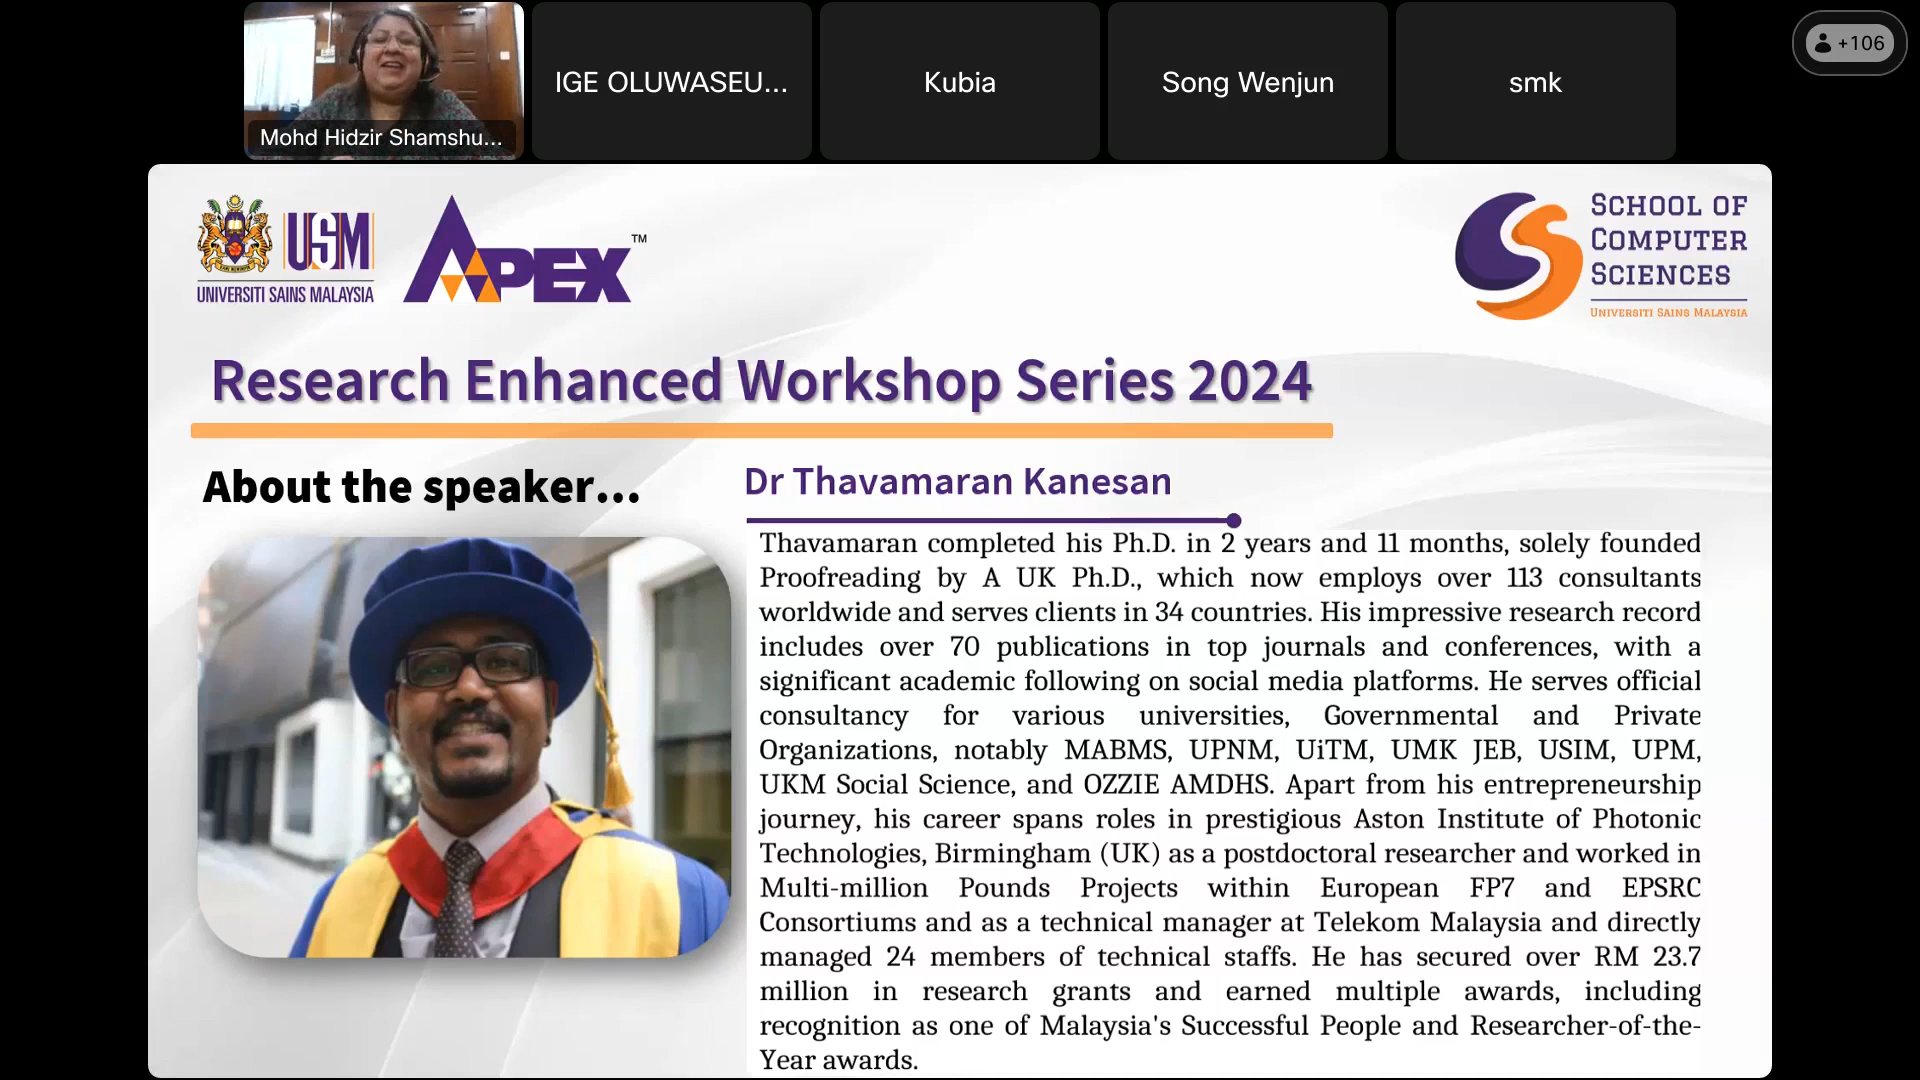 IGE OLUWASEU...
Kubia
Song Wenjun
smk
+106
Mohd Hidzir Shamshu...
USM
UNIVERSITI SAINS MALAYSIA
APEX™
SCHOOL OF
COMPUTER
SCIENCES
UNIVERSITI SAINS MALAYSIA
Research Enhanced Workshop Series 2024
About the speaker...
Dr Thavamaran Kanesan
Thavamaran completed his Ph.D. in 2 years and 11 months, solely founded
Proofreading by A UK Ph.D., which now employs over 113 consultants
worldwide and serves clients in 34 countries. His impressive research record
includes over 70 publications in top journals and conferences, with a
significant academic following on social media platforms. He serves official
consultancy for various universities, Governmental and Private
Organizations, notably MABMS, UPNM, UiTM, UMK JEB, USIM, UPM,
UKM Social Science, and OZZIE AMDHS. Apart from his entrepreneurship
journey, his career spans roles in prestigious Aston Institute of Photonic
Technologies, Birmingham (UK) as a postdoctoral researcher and worked in
Multi-million Pounds Projects within European FP7 and EPSRC
Consortiums and as a technical manager at Telekom Malaysia and directly
managed 24 members of technical staffs. He has secured over RM 23.7
million in research grants and earned multiple awards, including
recognition as one of Malaysia's Successful People and Researcher-of-the-
Year awards.